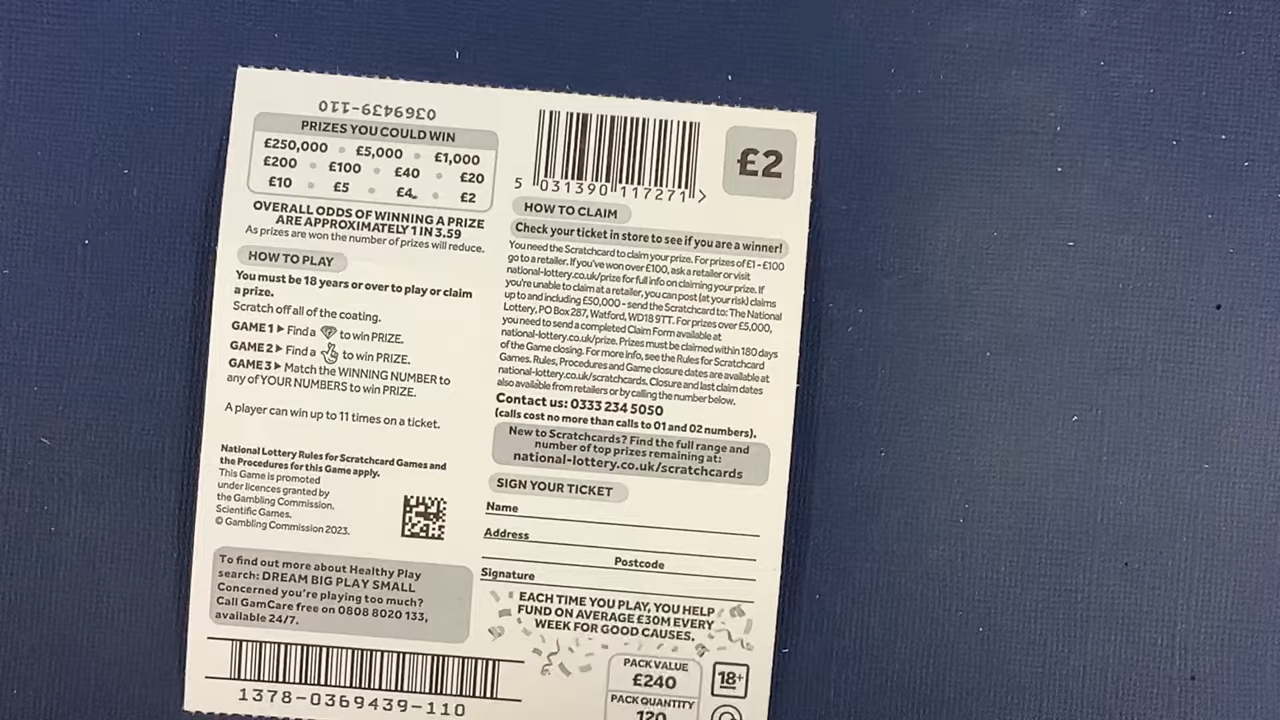 0369439-110
PRIZES YOU COULD WIN
£250,000 • £5,000 • £1,000
£200 • £100 • £40 • £20
£10 • £5 • £4 • £2
OVERALL ODDS OF WINNING A PRIZE
ARE APPROXIMATELY 1 IN 3.59
As prizes are won the number of prizes will reduce.
HOW TO PLAY
You must be 18 years or over to play or claim
a prize.
Scratch off all of the coating.
GAME 1 ▶ Find a to win PRIZE.
GAME 2 ▶ Find a to win PRIZE.
GAME 3 ▶ Match the WINNING NUMBER to
any of YOUR NUMBERS to win PRIZE.
A player can win up to 11 times on a ticket.
National Lottery Rules for Scratchcard Games and
the Procedures for this Game apply.
This Game is promoted
under licences granted by
the Gambling Commission.
Scientific Games.
© Gambling Commission 2023.
To find out more about Healthy Play
search: DREAM BIG PLAY SMALL
Concerned you're playing too much?
Call GamCare free on 0808 8020 133,
available 24/7.
1378-0369439-110
5 031390 117271 >
£2
HOW TO CLAIM
Check your ticket in store to see if you are a winner!
You need the Scratchcard to claim your prize. For prizes of £1 - £100
go to a retailer. If you've won over £100, ask a retailer or visit
national-lottery.co.uk/prize for full info on claiming your prize. If
you're unable to claim at a retailer, you can post (at your risk) claims
up to and including £50,000 - send the Scratchcard to: The National
Lottery, PO Box 287, Watford, WD18 9TT. For prizes over £5,000,
you need to send a completed Claim Form available at
national-lottery.co.uk/prize. Prizes must be claimed within 180 days
of the Game closing. For more info, see the Rules for Scratchcard
Games. Rules, Procedures and Game closure dates are available at
national-lottery.co.uk/scratchcards. Closure and last claim dates
also available from retailers or by calling the number below.
Contact us: 0333 234 5050
(calls cost no more than calls to 01 and 02 numbers).
New to Scratchcards? Find the full range and
number of top prizes remaining at:
national-lottery.co.uk/scratchcards
SIGN YOUR TICKET
Name
Address
Postcode
Signature
EACH TIME YOU PLAY, YOU HELP
FUND ON AVERAGE £30M EVERY
WEEK FOR GOOD CAUSES.
PACK VALUE
£240
PACK QUANTITY
120
18+